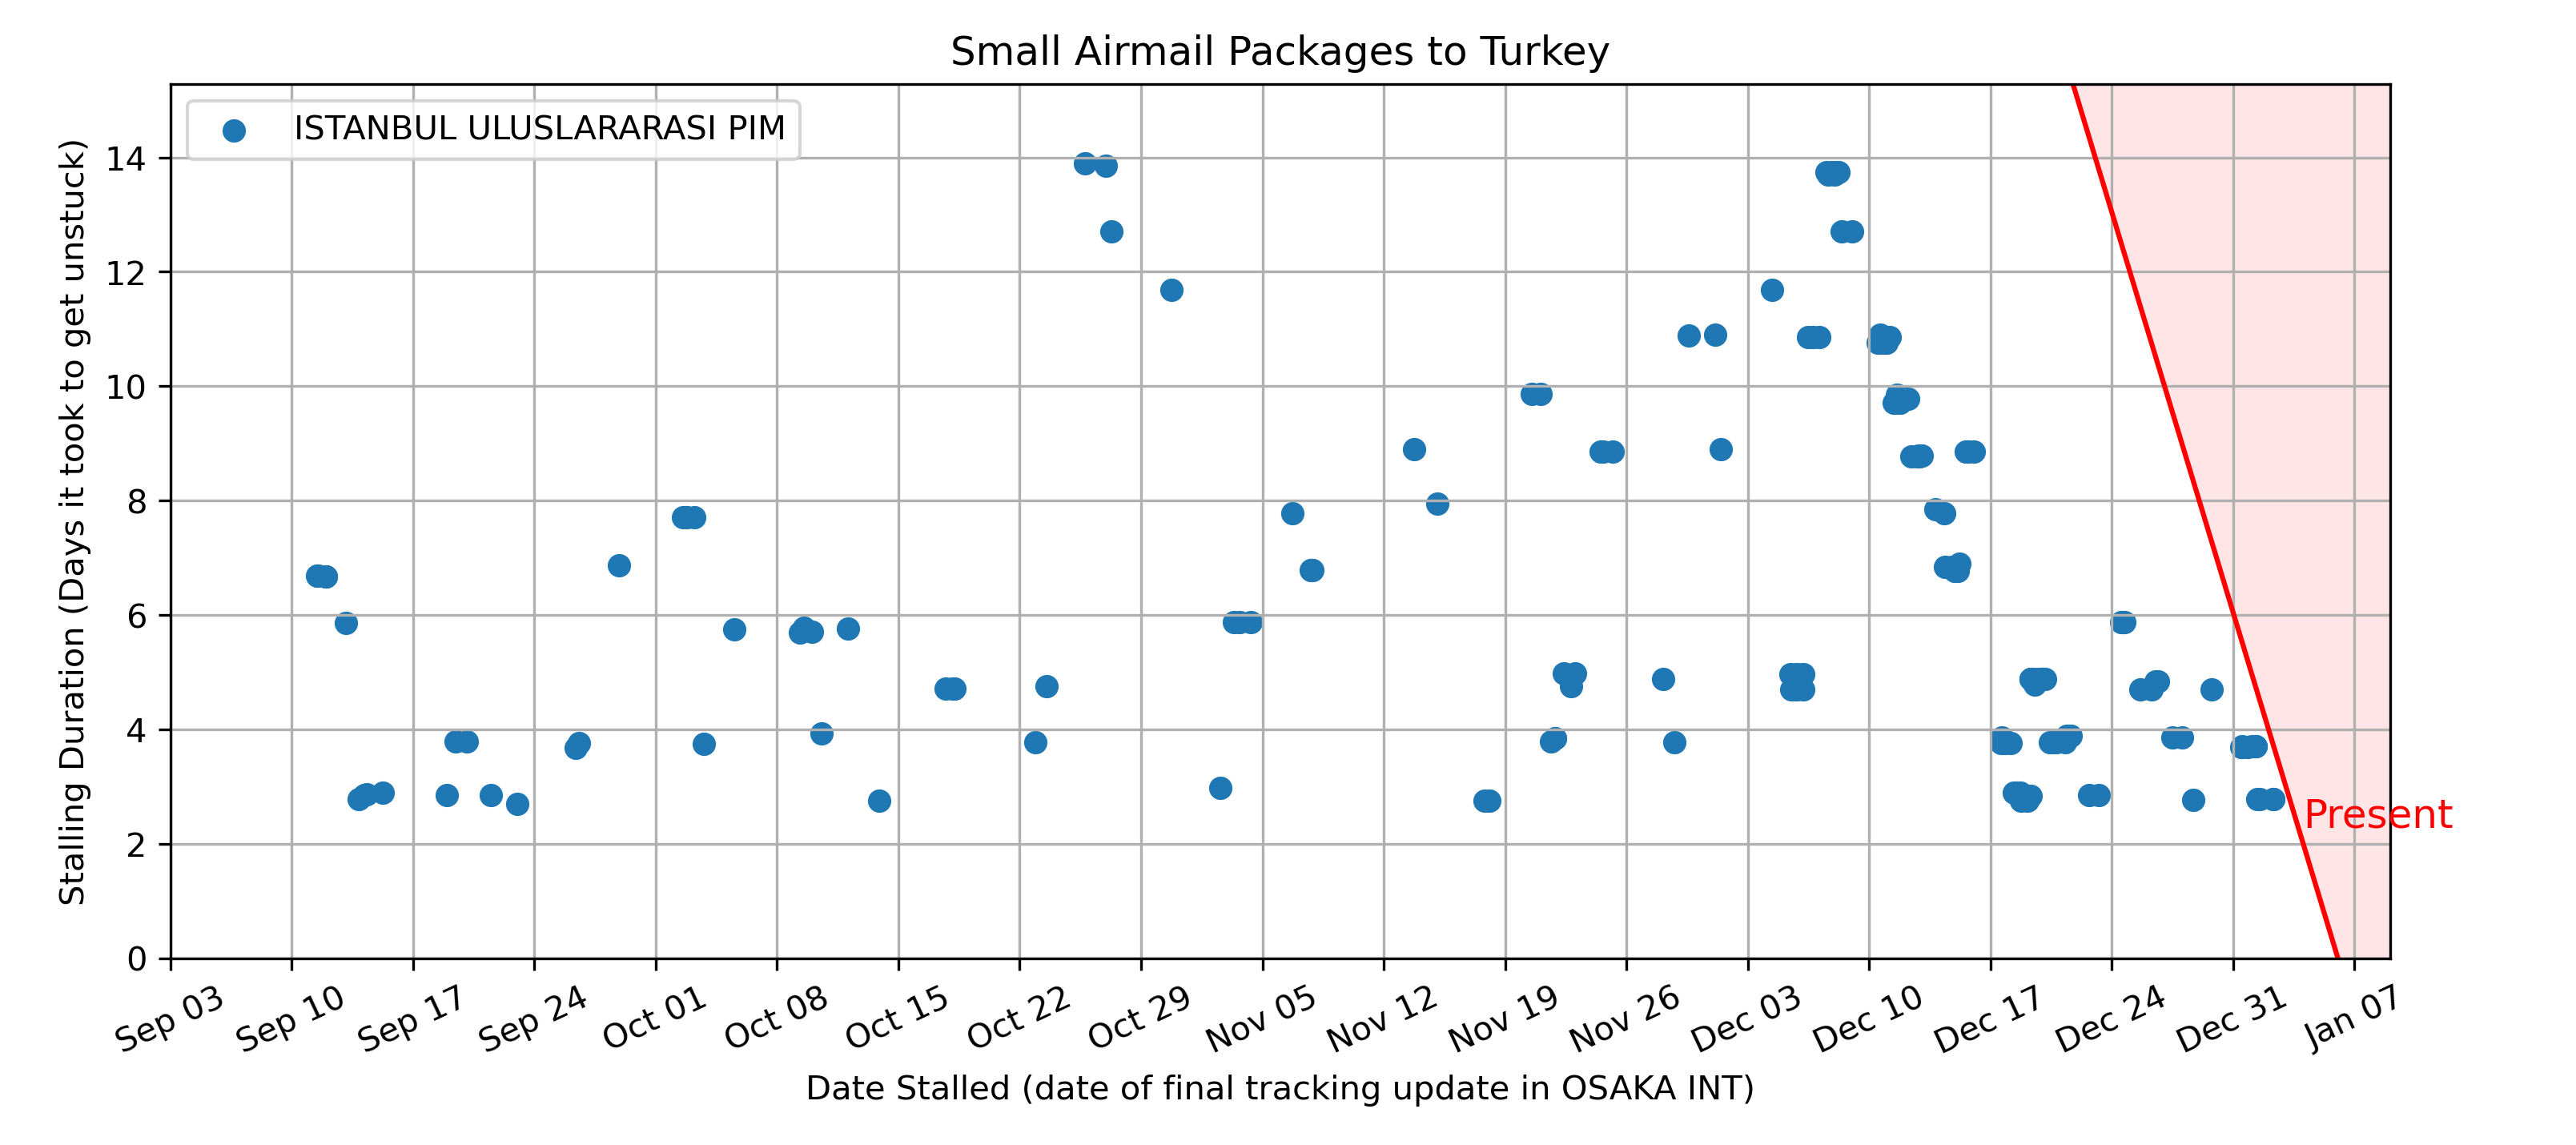 Small Airmail Packages to Turkey
ISTANBUL ULUSLARARASI PIM
Stalling Duration (Days it took to get unstuck)
14
12
10
8
6
4
2
0
Present
Sep 03
Sep 10
Sep 17
Sep 24
Oct 01
Oct 08
Oct 15
Oct 22
Oct 29
Nov 05
Nov 12
Nov 19
Nov 26
Dec 03
Dec 10
Dec 17
Dec 24
Dec 31
Jan 07
Date Stalled (date of final tracking update in OSAKA INT)